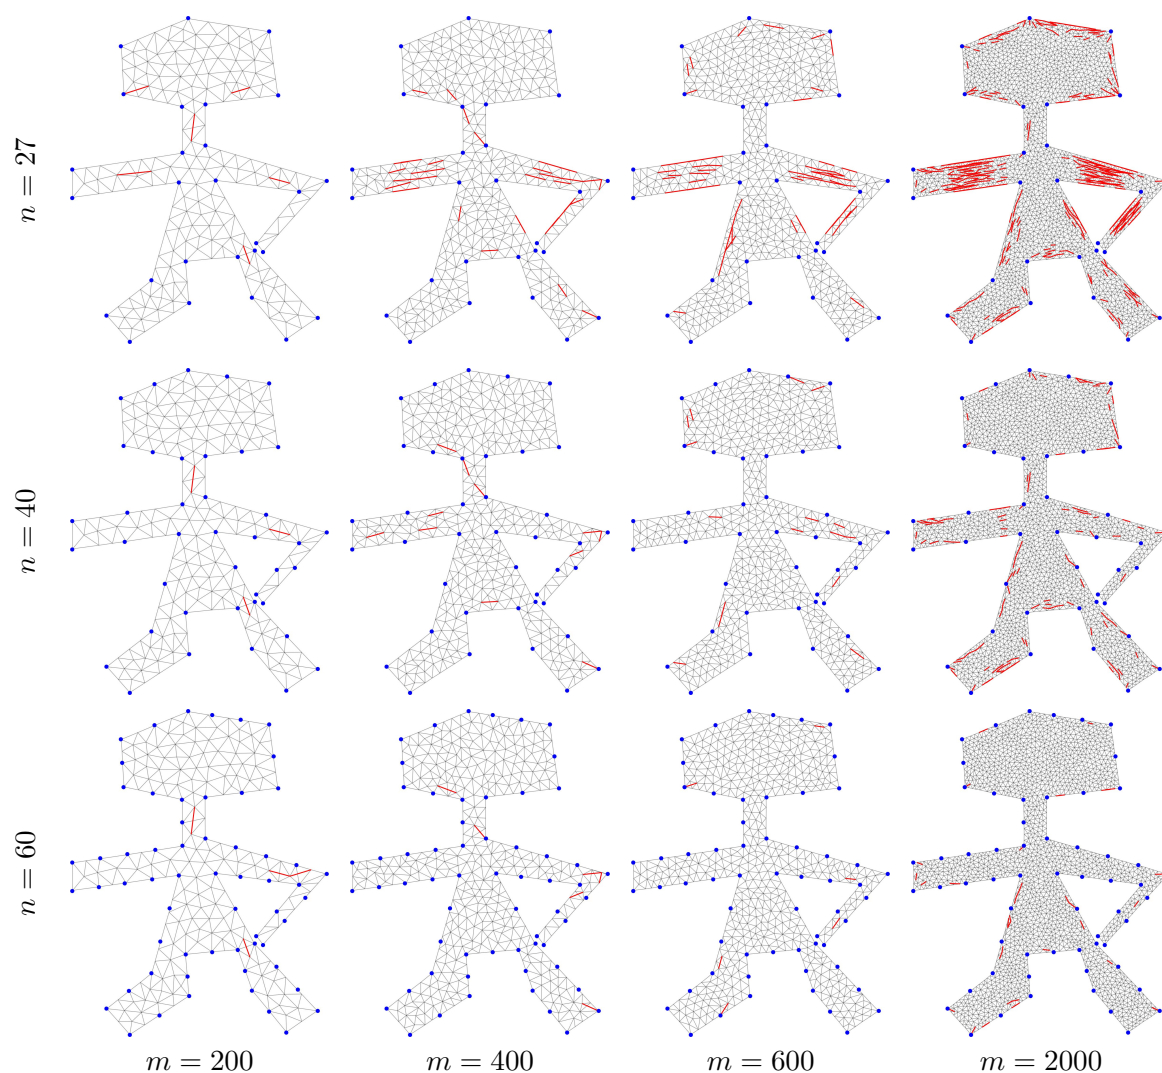 n = 27
n = 40
n = 60
m = 200
m = 400
m = 600
m = 2000